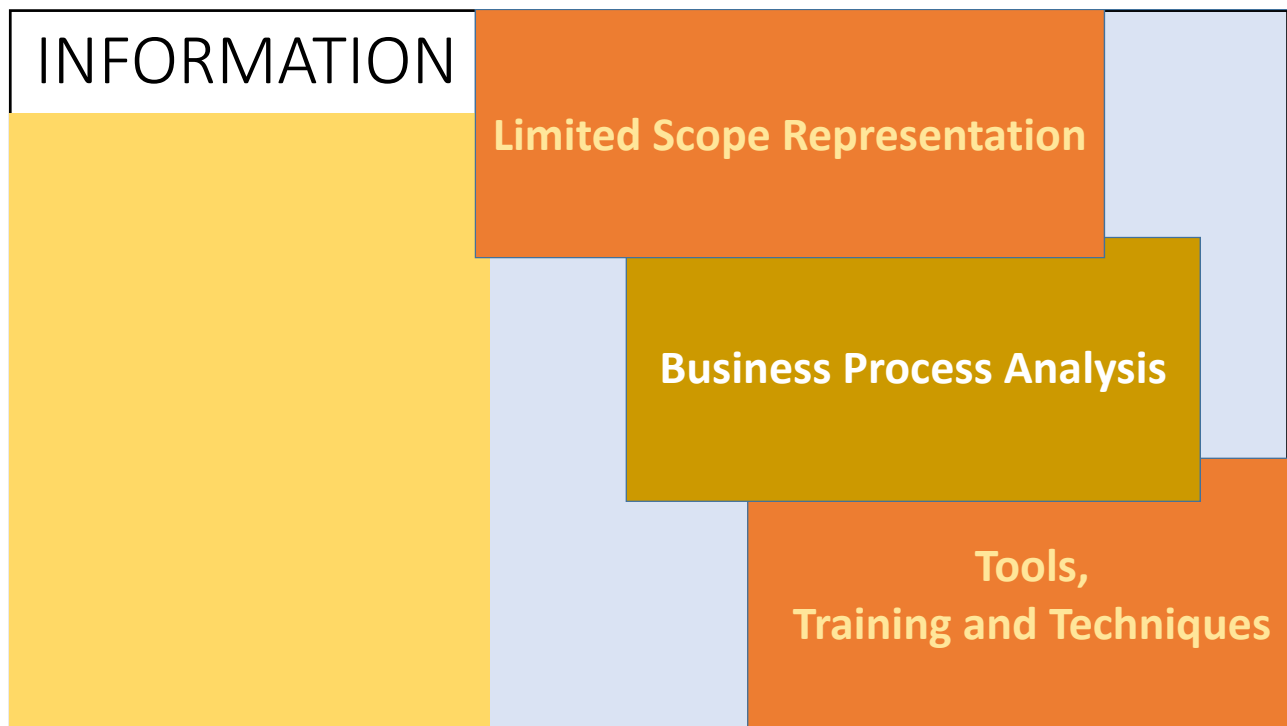 INFORMATION
Limited Scope Representation
Business Process Analysis
Tools,
Training and Techniques